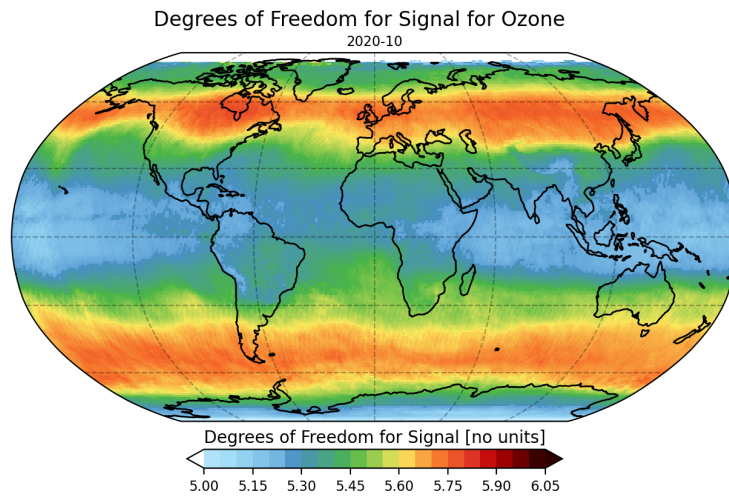 Degrees of Freedom for Signal for Ozone
2020-10
Degrees of Freedom for Signal [no units]
5.00 5.15 5.30 5.45 5.60 5.75 5.90 6.05